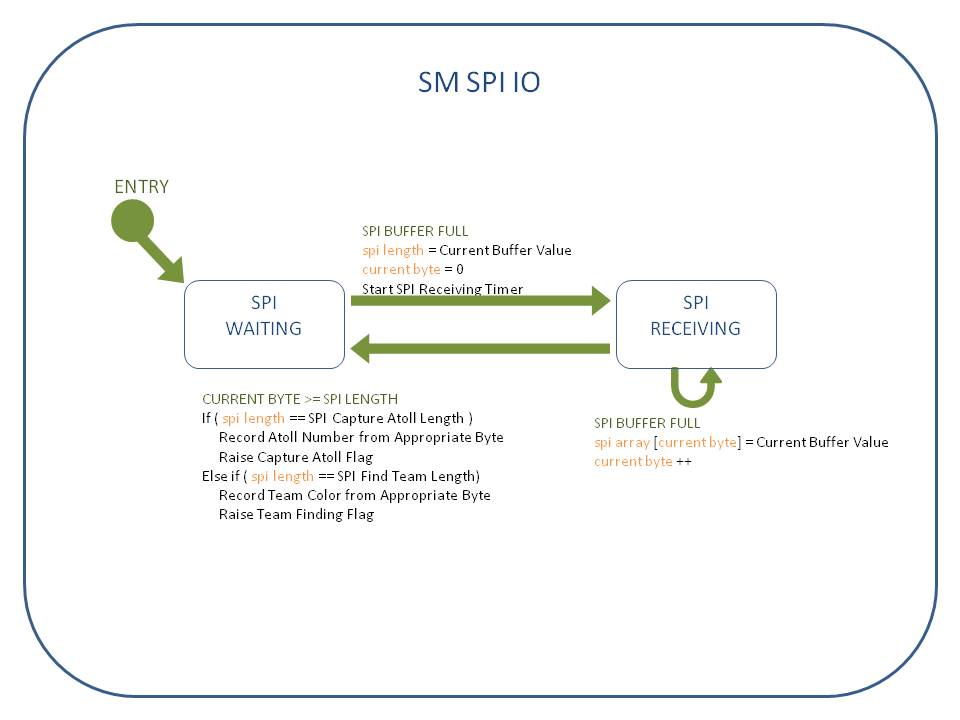 SM SPI IO
ENTRY
SPI BUFFER FULL
spi length = Current Buffer Value
current byte = 0
Start SPI Receiving Timer
SPI
WAITING
SPI
RECEIVING
CURRENT BYTE >= SPI LENGTH
If ( spi length == SPI Capture Atoll Length )
Record Atoll Number from Appropriate Byte
Raise Capture Atoll Flag
Else if ( spi length == SPI Find Team Length)
Record Team Color from Appropriate Byte
Raise Team Finding Flag
SPI BUFFER FULL
spi array [current byte] = Current Buffer Value
current byte ++